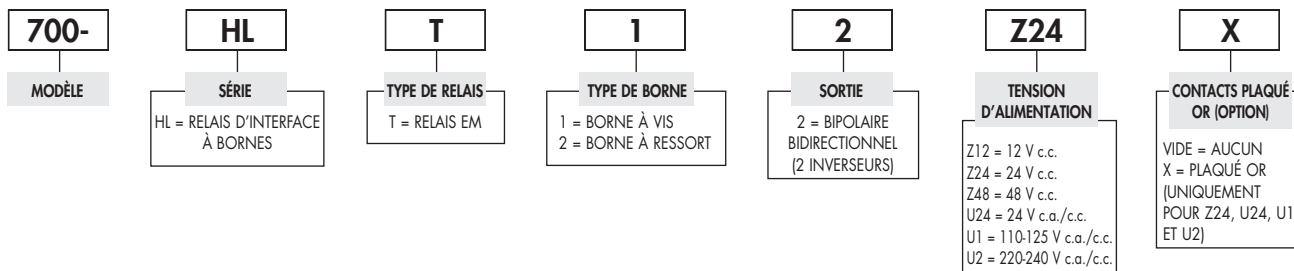 700-
HL
T
1
2
Z24
X
MODÈLE
SÉRIE
HL = RELAIS D'INTERFACE
À BORNES
TYPE DE RELAIS
T = RELAIS EM
TYPE DE BORNE
1 = BORNE À VIS
2 = BORNE À RESSORT
SORTIE
2 = BIPOLAIRE
BIDIRECTIONNEL
(2 INVERSEURS)
TENSION
D'ALIMENTATION
Z12 = 12 V c.c.
Z24 = 24 V c.c.
Z48 = 48 V c.c.
U24 = 24 V c.a./c.c.
U1 = 110-125 V c.a./c.c.
U2 = 220-240 V c.a./c.c.
CONTACTS PLAQUÉ
OR (OPTION)
VIDE = AUCUN
X = PLAQUÉ OR
(UNIQUEMENT
POUR Z24, U24, U1
ET U2)